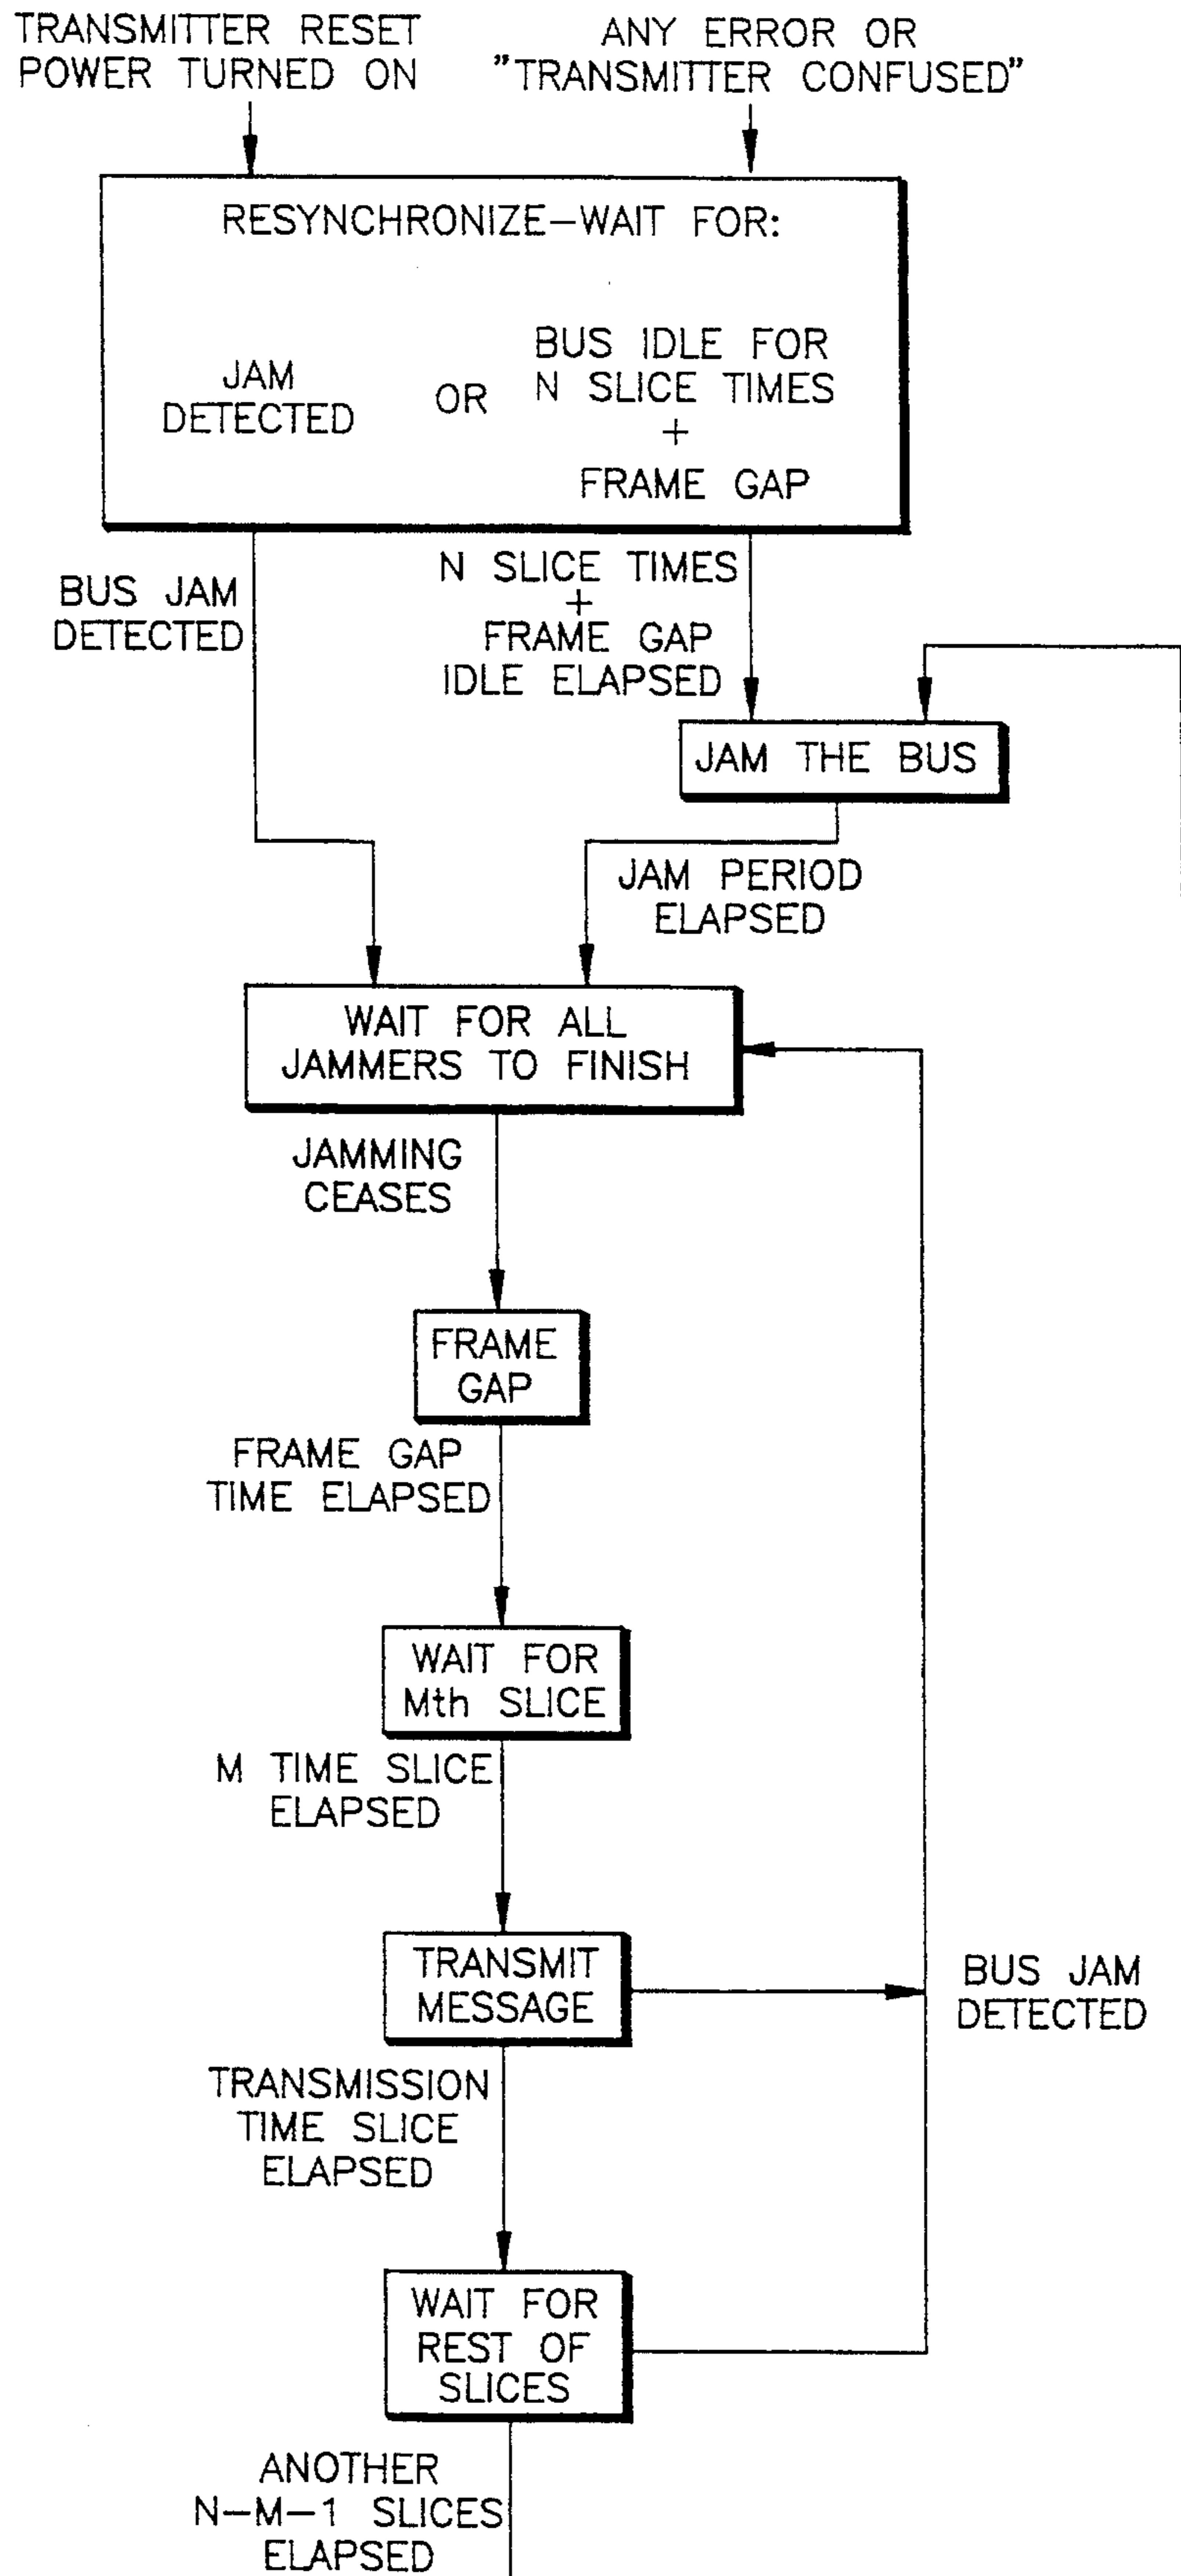 TRANSMITTER RESET
POWER TURNED ON
ANY ERROR OR
"TRANSMITTER CONFUSED"
RESYNCHRONIZE-WAIT FOR:
JAM
DETECTED
OR
BUS IDLE FOR
N SLICE TIMES
+
FRAME GAP
BUS JAM
DETECTED
N SLICE TIMES
+
FRAME GAP
IDLE ELAPSED
JAM THE BUS
JAM PERIOD
ELAPSED
WAIT FOR ALL
JAMMERS TO FINISH
JAMMING
CEASES
FRAME
GAP
FRAME GAP
TIME ELAPSED
WAIT FOR
Mth SLICE
M TIME SLICE
ELAPSED
TRANSMIT
MESSAGE
BUS JAM
DETECTED
TRANSMISSION
TIME SLICE
ELAPSED
WAIT FOR
REST OF
SLICES
ANOTHER
N-M-1 SLICES
ELAPSED